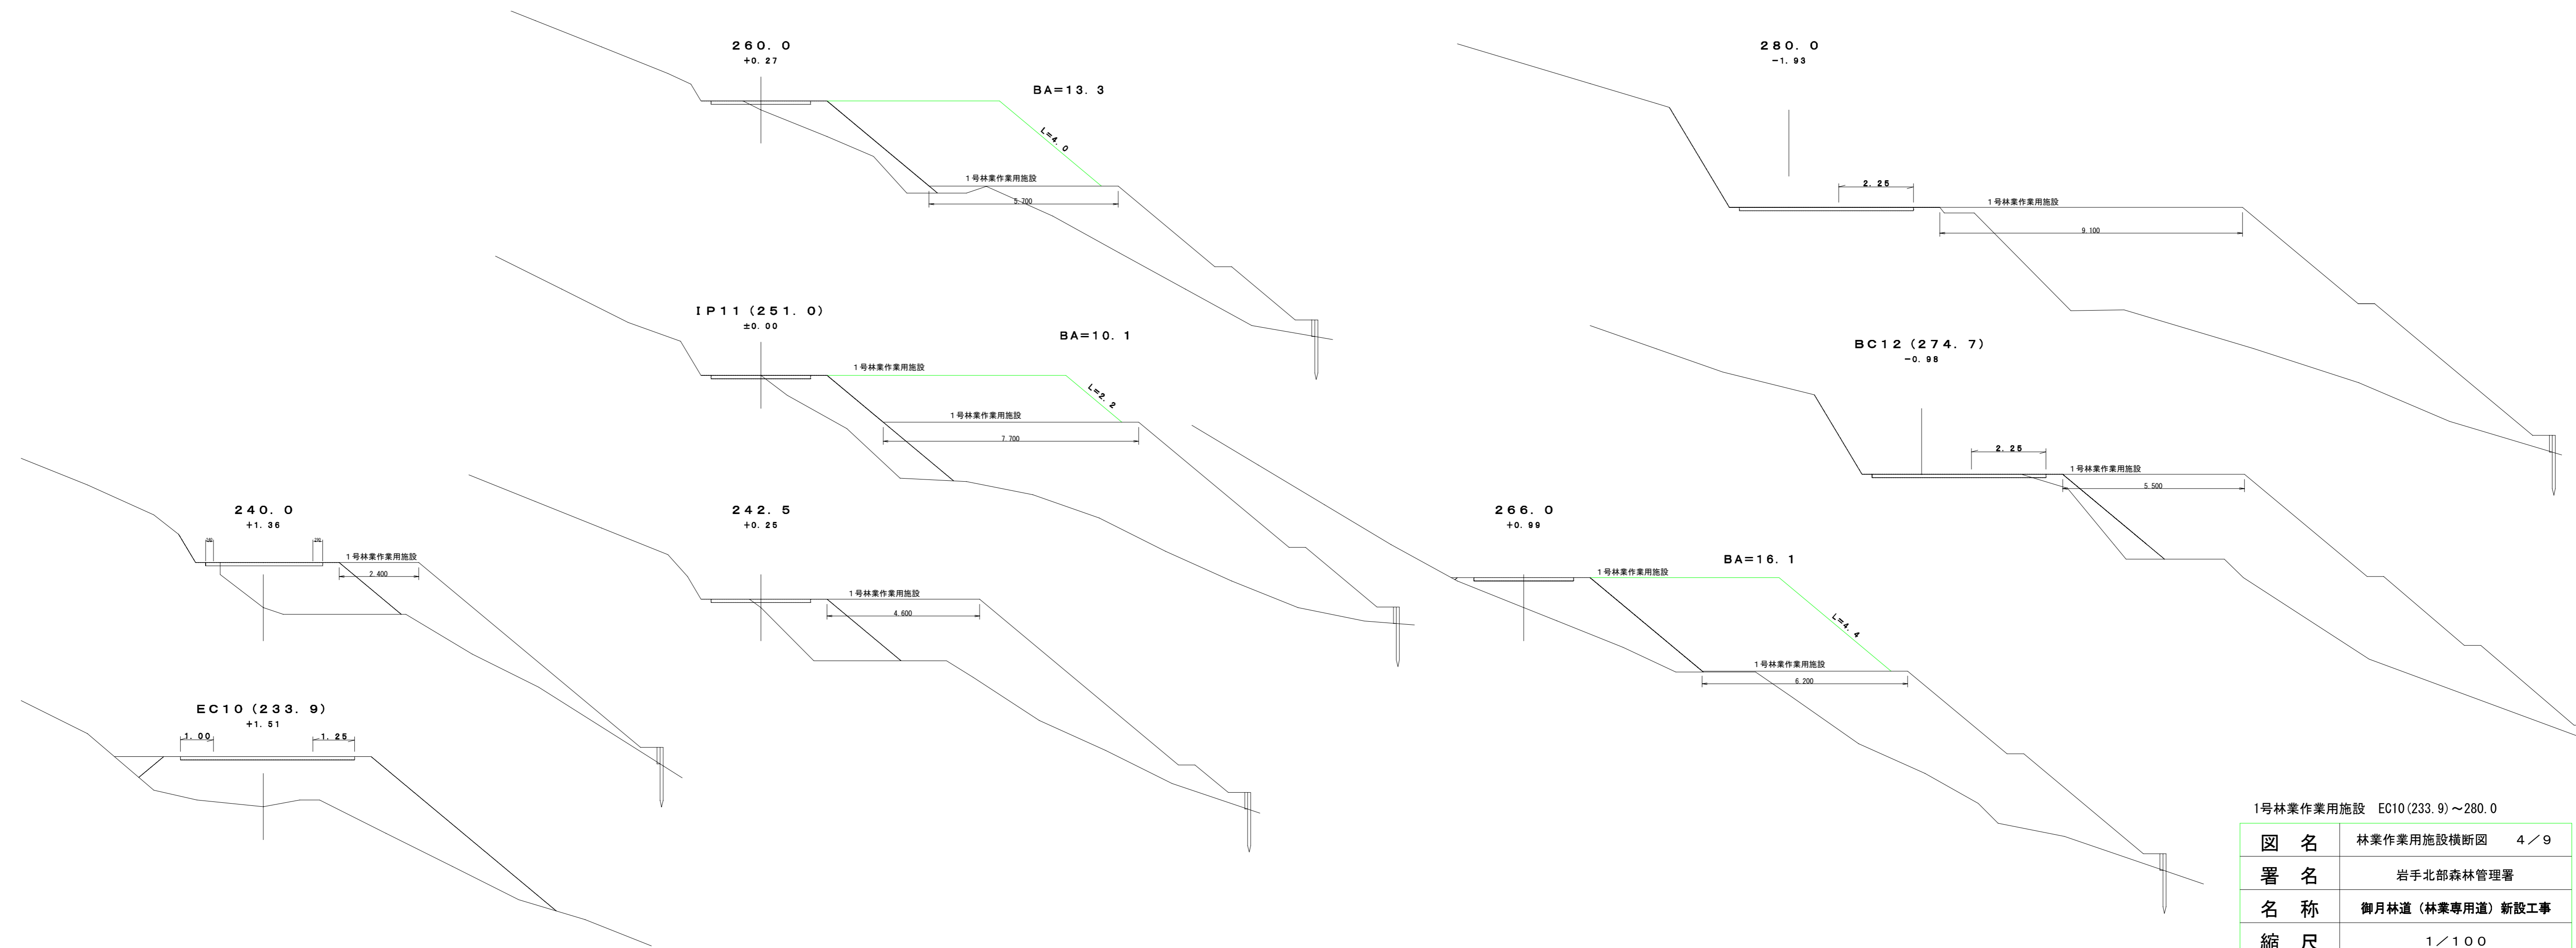 260.0
+0.27
BA=13.3
L=4.0
1号林業作業用施設
5.700
280.0
-1.93
2.25
1号林業作業用施設
9.100
IP11(251.0)
±0.00
BA=10.1
1号林業作業用施設
L=2.2
1号林業作業用施設
7.700
BC12(274.7)
-0.98
2.25
1号林業作業用施設
5.500
240.0
+1.36
1号林業作業用施設
2.400
242.5
+0.25
1号林業作業用施設
4.600
266.0
+0.99
BA=16.1
1号林業作業用施設
L=4.4
1号林業作業用施設
6.200
EC10(233.9)
+1.51
1.00
1.25
1号林業作業用施設 EC10(233.9)~280.0
図 名 林業作業用施設横断図 4/9
署 名 岩手北部森林管理署
名 称 御月林道(林業専用道)新設工事
縮 尺 1/100